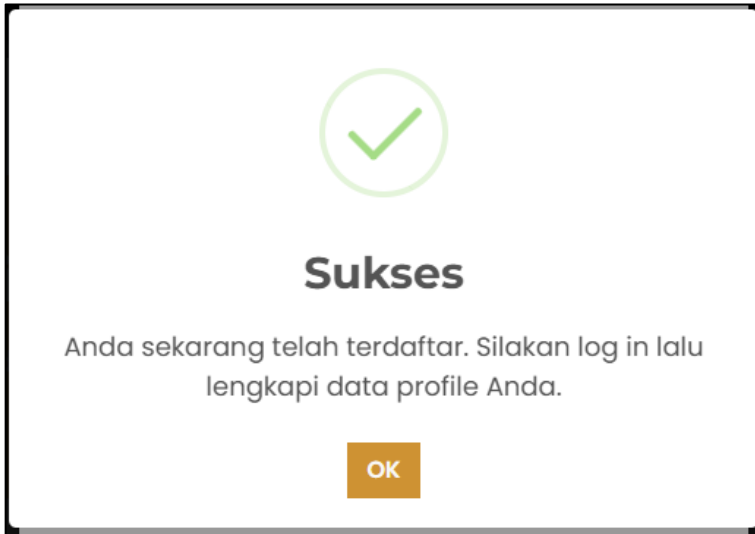 Sukses
Anda sekarang telah terdaftar. Silakan log in lalu
lengkapi data profile Anda.
OK